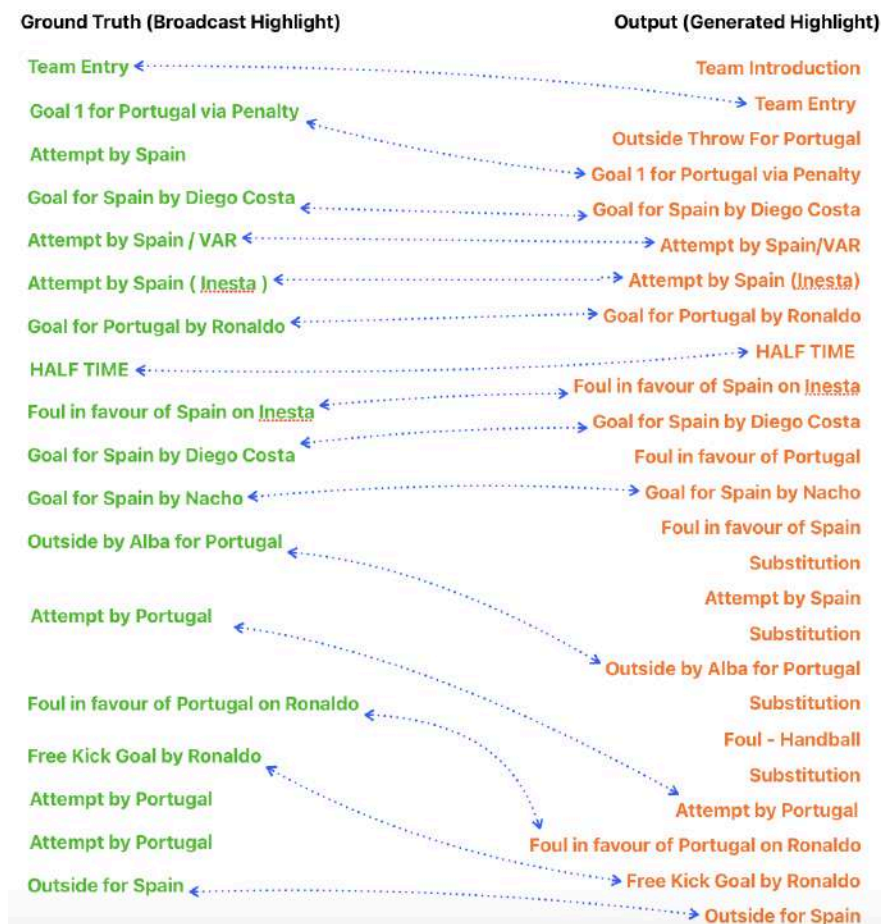 Ground Truth (Broadcast Highlight)
Team Entry
Goal 1 for Portugal via Penalty
Attempt by Spain
Goal for Spain by Diego Costa
Attempt by Spain / VAR
Attempt by Spain ( Inesta )
Goal for Portugal by Ronaldo
HALF TIME
Foul in favour of Spain on Inesta
Goal for Spain by Diego Costa
Goal for Spain by Nacho
Outside by Alba for Portugal
Attempt by Portugal
Foul in favour of Portugal on Ronaldo
Free Kick Goal by Ronaldo
Attempt by Portugal
Attempt by Portugal
Outside for Spain
Output (Generated Highlight)
Team Introduction
Team Entry
Outside Throw For Portugal
Goal 1 for Portugal via Penalty
Goal for Spain by Diego Costa
Attempt by Spain/VAR
Attempt by Spain (Inesta)
Goal for Portugal by Ronaldo
HALF TIME
Foul in favour of Spain on Inesta
Goal for Spain by Diego Costa
Foul in favour of Portugal
Goal for Spain by Nacho
Foul in favour of Spain
Substitution
Attempt by Spain
Substitution
Outside by Alba for Portugal
Substitution
Foul - Handball
Substitution
Attempt by Portugal
Foul in favour of Portugal on Ronaldo
Free Kick Goal by Ronaldo
Outside for Spain